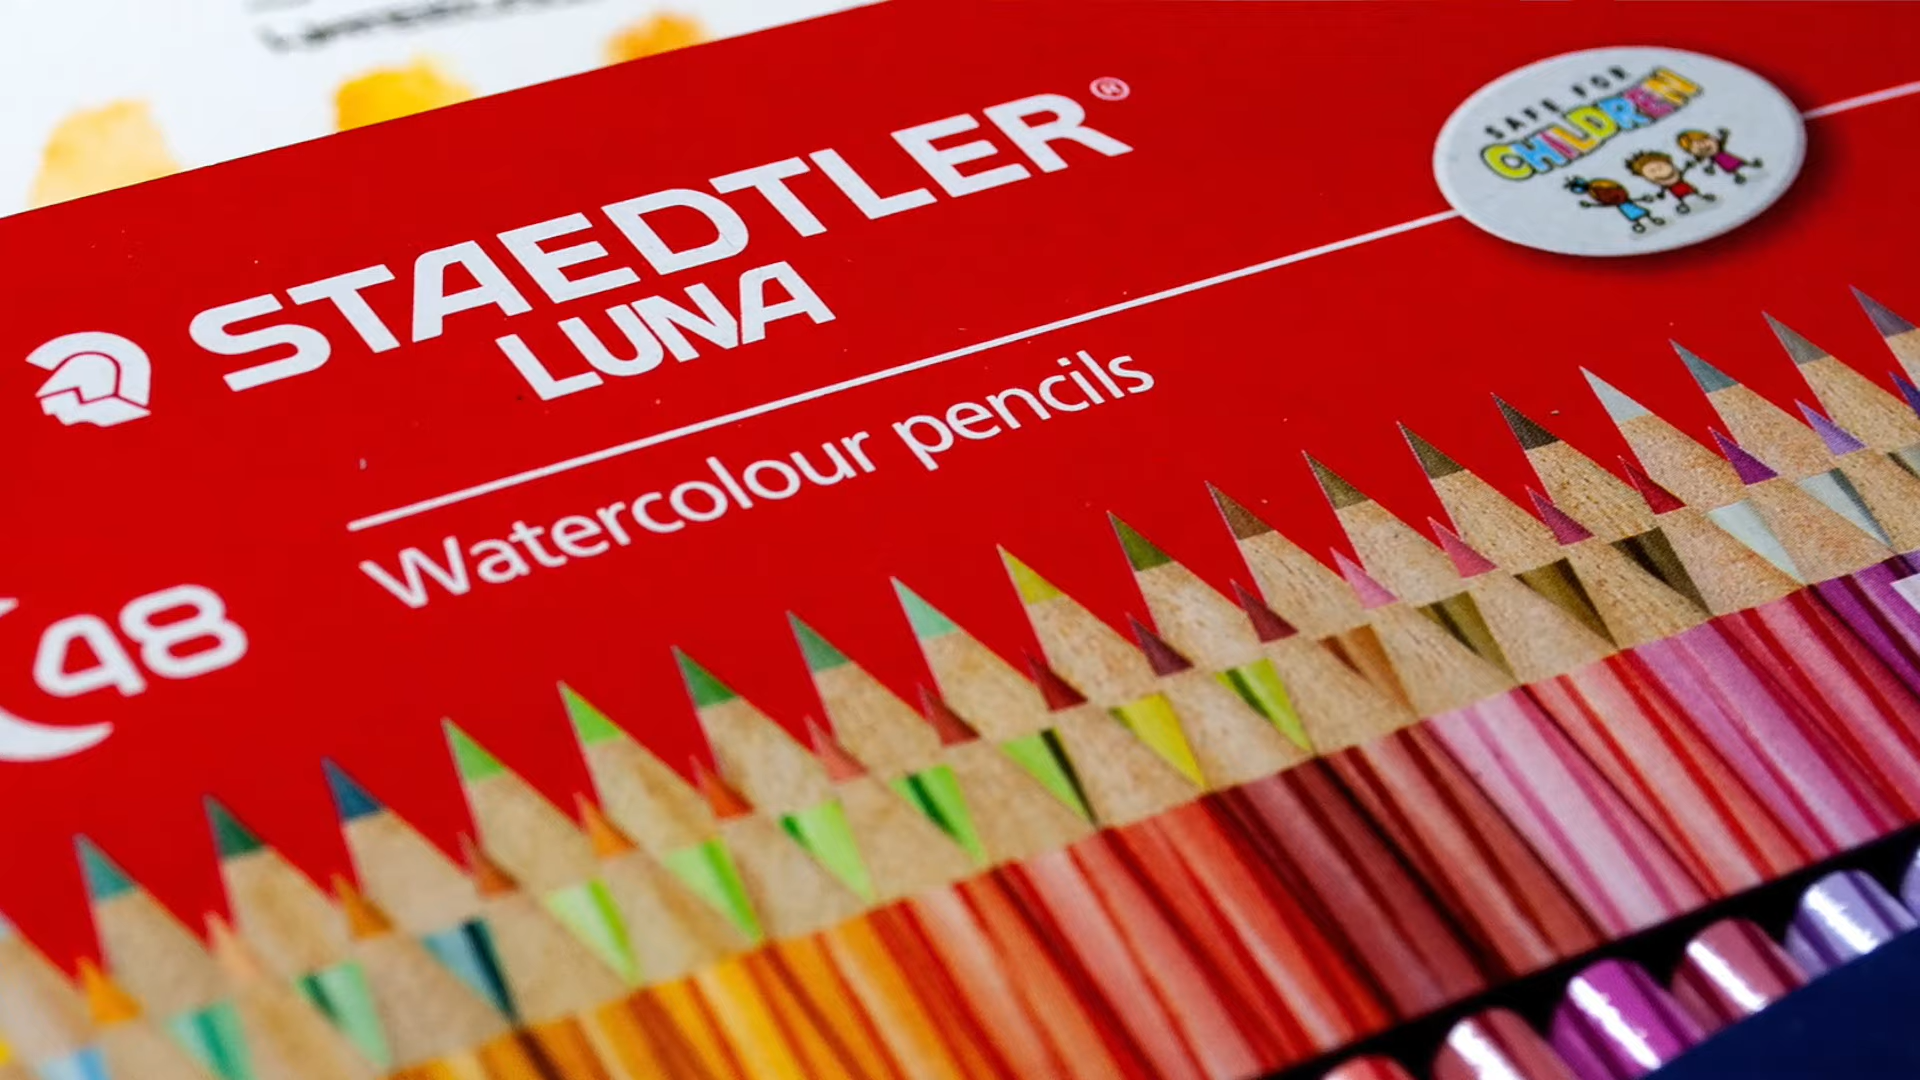 STAEDTLER®
LUNA
SAFE FOR
CHILDREN
Watercolour pencils
48